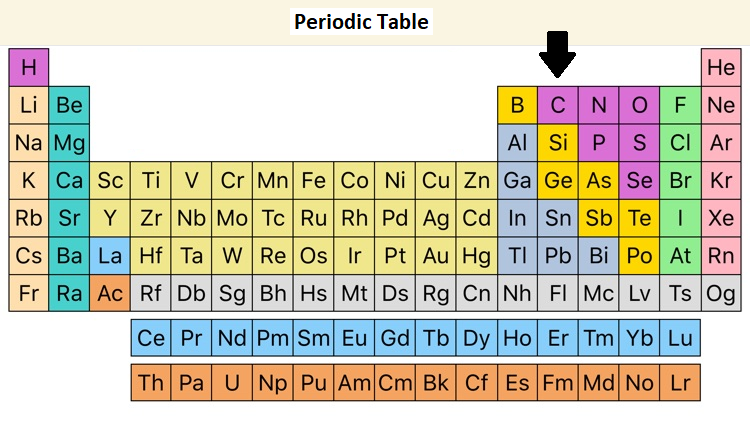 Periodic Table
H He
Li Be B C N O F Ne
Na Mg Al Si P S Cl Ar
K Ca Sc Ti V Cr Mn Fe Co Ni Cu Zn Ga Ge As Se Br Kr
Rb Sr Y Zr Nb Mo Tc Ru Rh Pd Ag Cd In Sn Sb Te I Xe
Cs Ba La Hf Ta W Re Os Ir Pt Au Hg Tl Pb Bi Po At Rn
Fr Ra Ac Rf Db Sg Bh Hs Mt Ds Rg Cn Nh Fl Mc Lv Ts Og
Ce Pr Nd Pm Sm Eu Gd Tb Dy Ho Er Tm Yb Lu
Th Pa U Np Pu Am Cm Bk Cf Es Fm Md No Lr